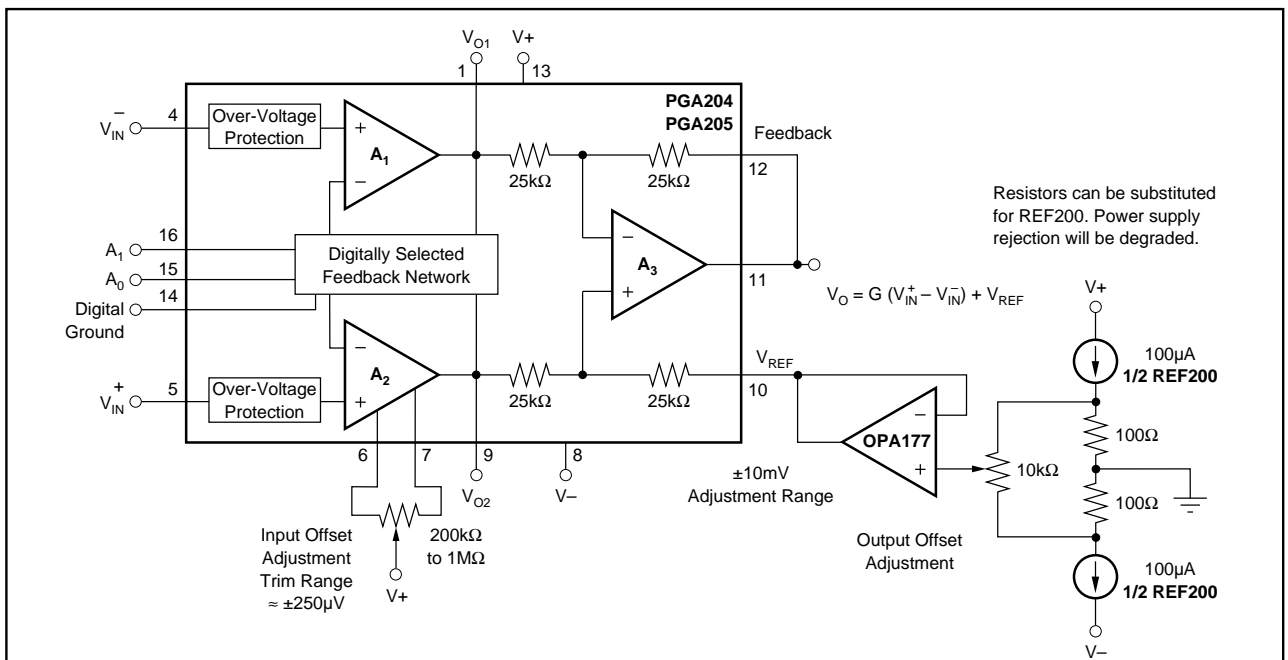 V_O1
V+
1
13
PGA204
PGA205
4
V_IN^–
Over-Voltage
Protection
+
A_1
–
25kΩ
25kΩ
Feedback
12
A_1
16
A_0
15
Digital
Ground
14
Digitally Selected
Feedback Network
–
A_3
+
11
V_O = G (V_IN^+ – V_IN^–) + V_REF
Resistors can be substituted
for REF200. Power supply
rejection will be degraded.
5
V_IN^+
Over-Voltage
Protection
–
A_2
+
25kΩ
25kΩ
V_REF
10
6
7
9
8
V_O2
V–
Input Offset
Adjustment
Trim Range
≈ ±250µV
200kΩ
to 1MΩ
V+
±10mV
Adjustment Range
–
OPA177
+
10kΩ
Output Offset
Adjustment
V+
100µA
1/2 REF200
100Ω
100Ω
100µA
1/2 REF200
V–